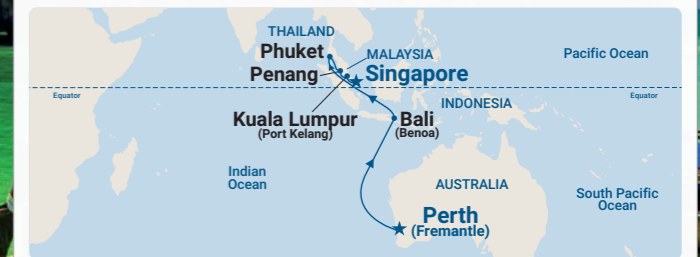 THAILAND
Phuket
MALAYSIA
Pacific Ocean
Penang
Singapore
Equator
Equator
INDONESIA
Kuala Lumpur
(Port Kelang)
Bali
(Benoa)
Indian
Ocean
AUSTRALIA
South Pacific
Ocean
Perth
(Fremantle)